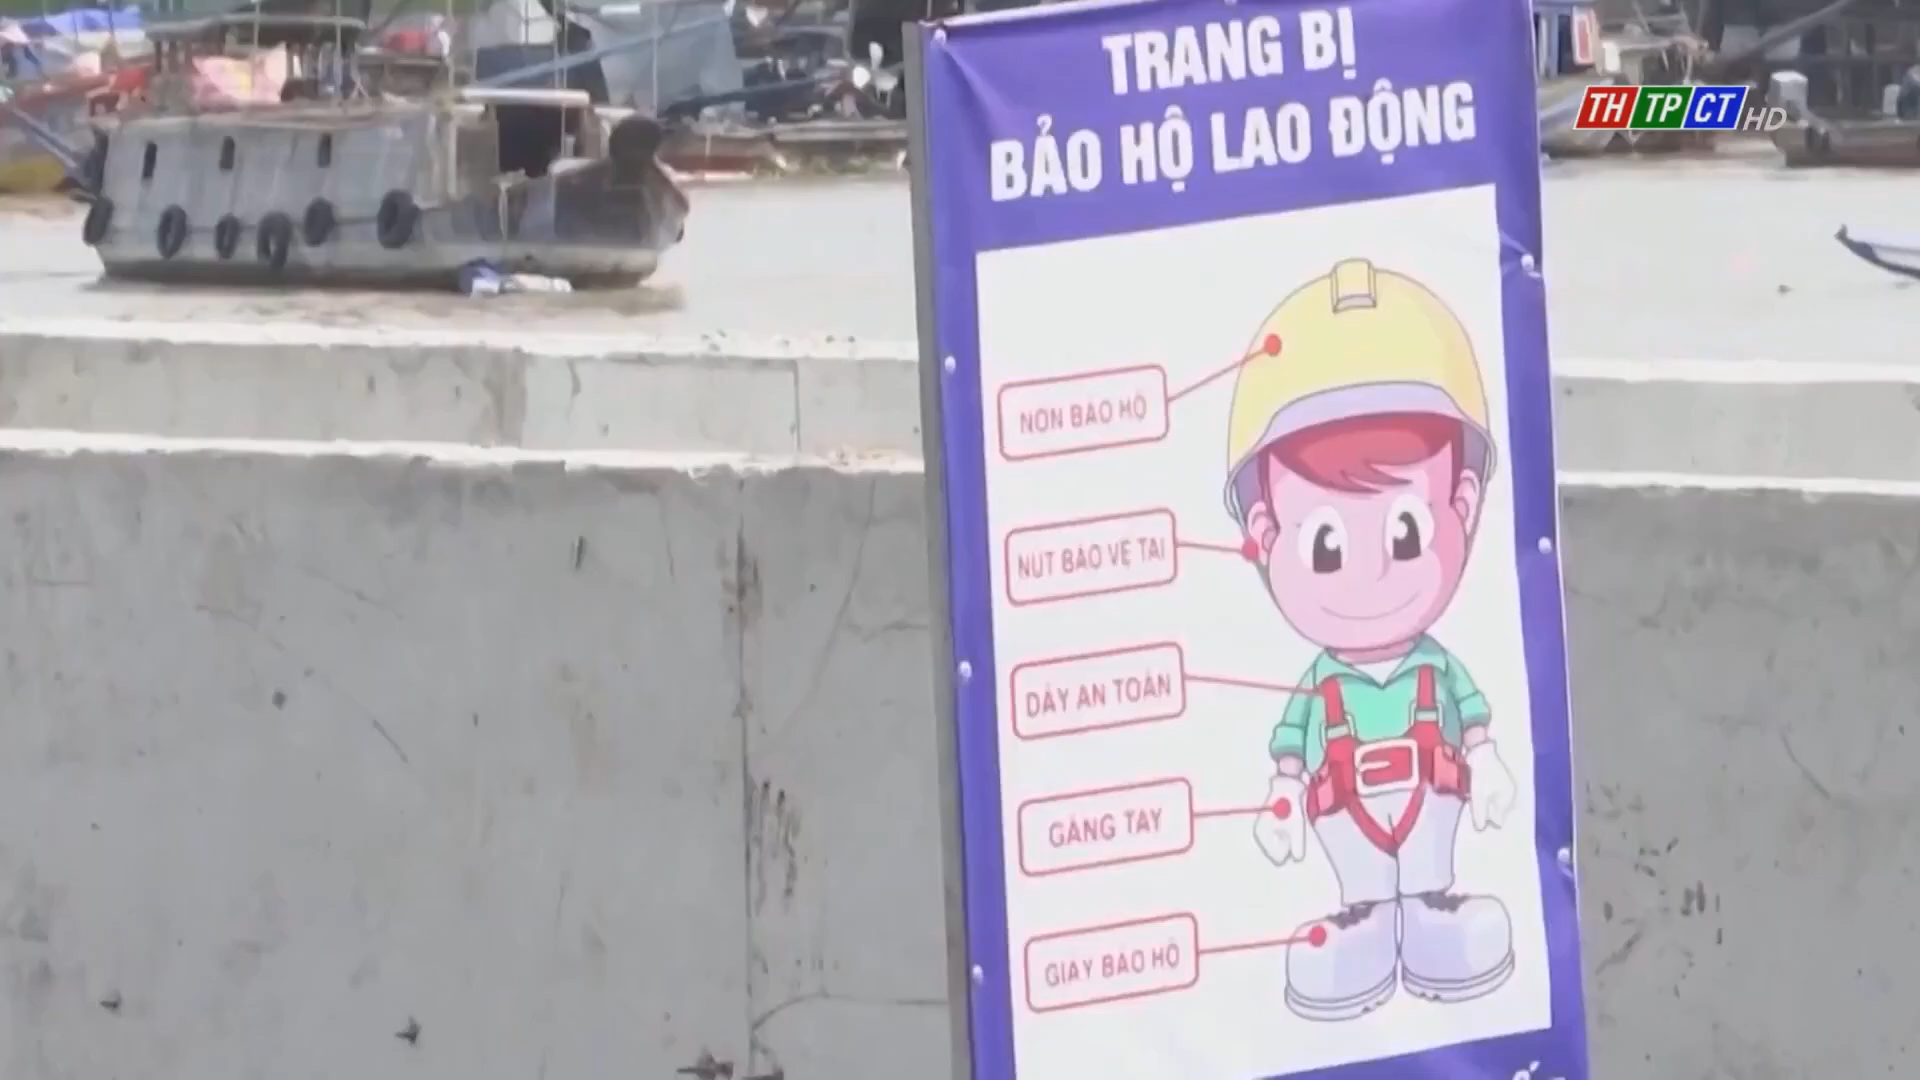 TRANG BỊ
BẢO HỘ LAO ĐỘNG
THTPCT HD
NÓN BẢO HỘ
NÚT BẢO VỆ TAI
DÂY AN TOÀN
GĂNG TAY
GIÀY BẢO HỘ